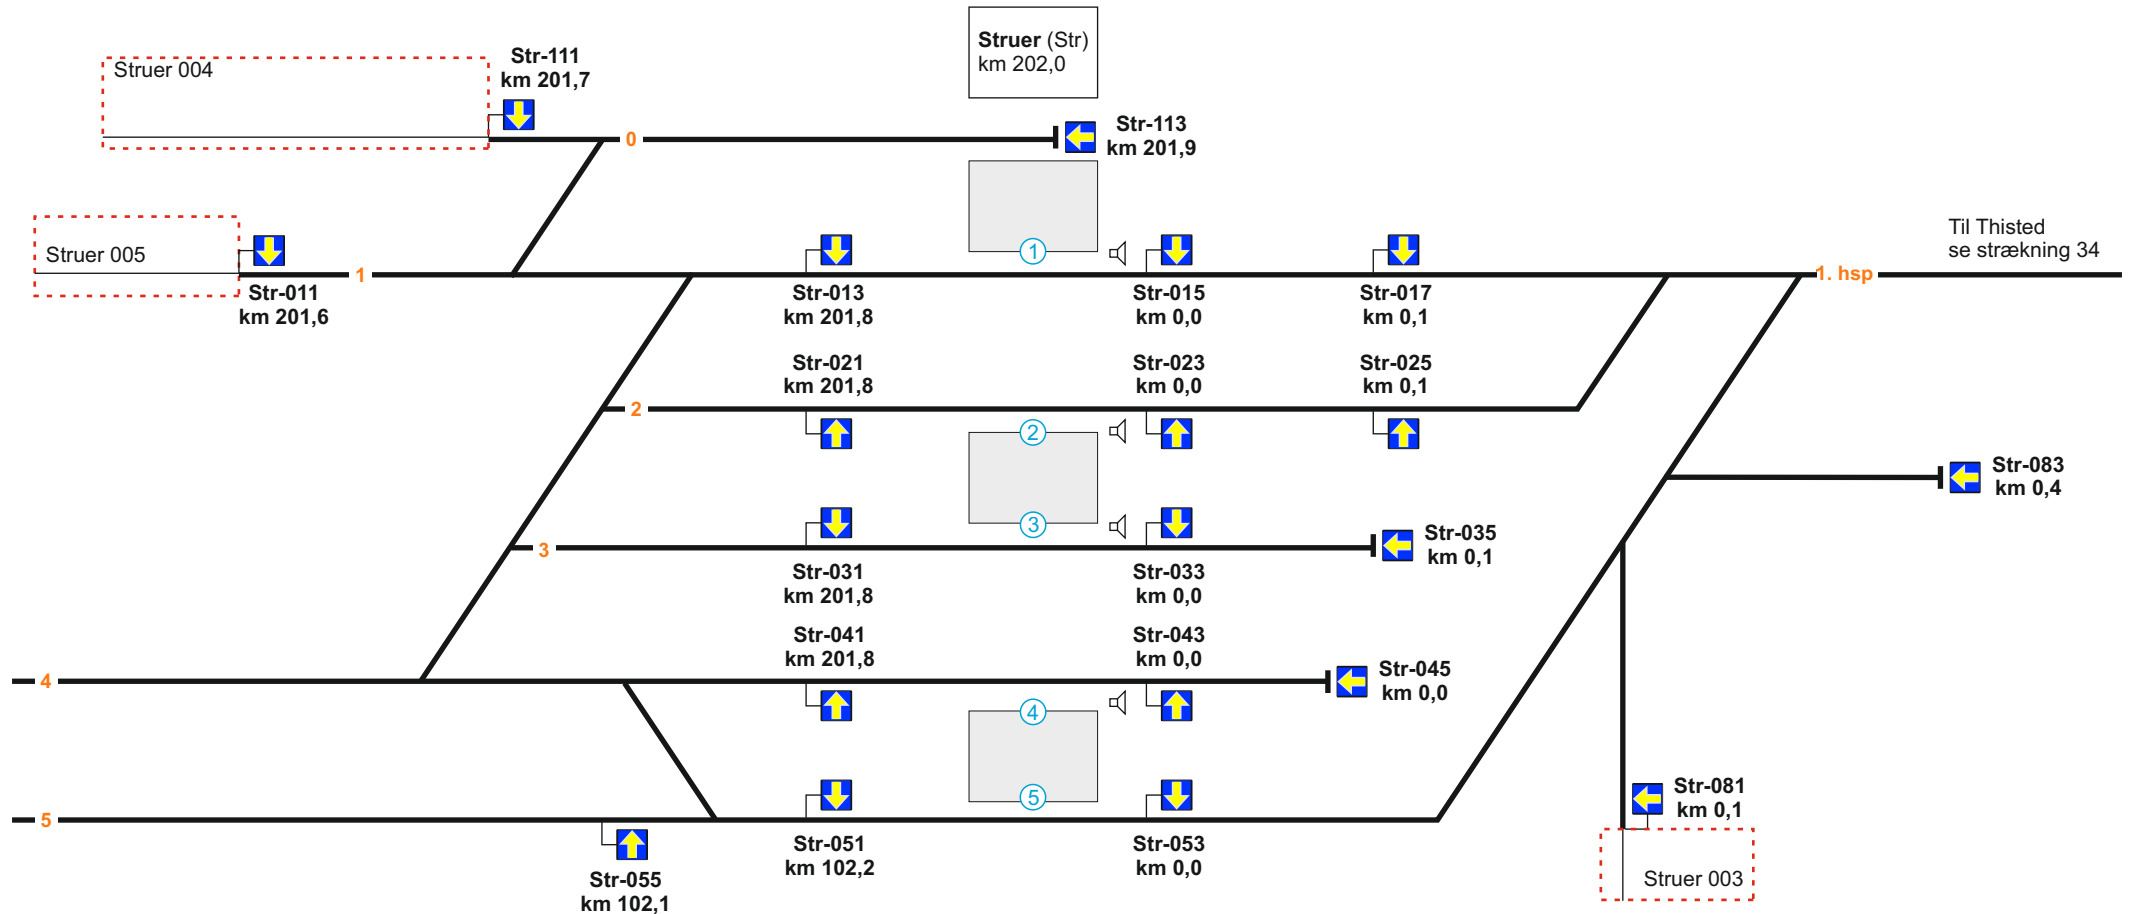 Struer (Str)
km 202,0
Struer 004
Str-111
km 201,7
0
Str-113
km 201,9
Struer 005
Str-011
km 201,6
1
1
Str-013
km 201,8
Str-015
km 0,0
Str-017
km 0,1
1. hsp
Til Thisted
se strækning 34
Str-021
km 201,8
Str-023
km 0,0
Str-025
km 0,1
2
2
Str-083
km 0,4
3
3
Str-035
km 0,1
Str-031
km 201,8
Str-033
km 0,0
Str-041
km 201,8
Str-043
km 0,0
4
Str-045
km 0,0
4
5
Str-081
km 0,1
5
Str-051
km 102,2
Str-053
km 0,0
Str-055
km 102,1
Struer 003